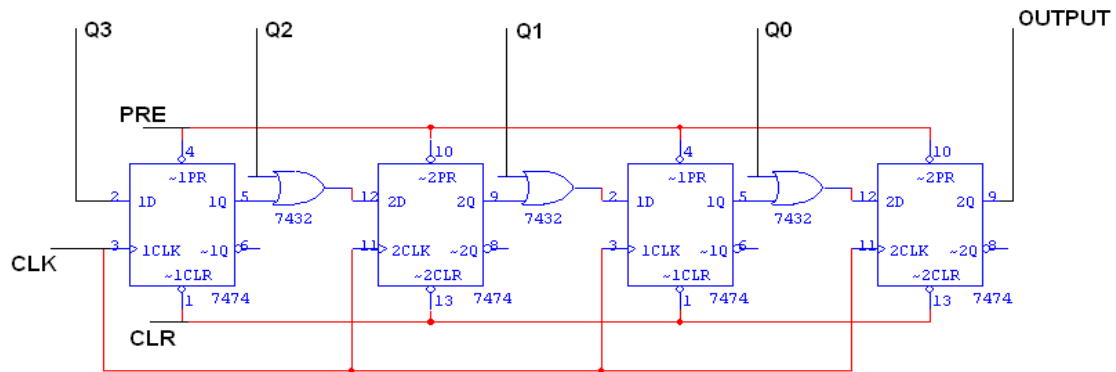 Q3 Q2 Q1 Q0 OUTPUT
PRE
4 10 4 10
~1PR ~2PR ~1PR ~2PR
2 1D 1Q 5 12 2D 2Q 9 2 1D 1Q 5 12 2D 2Q 9
7432 7432 7432
3 1CLK ~1Q 6 11 2CLK ~2Q 8 3 1CLK ~1Q 6 11 2CLK ~2Q 8
CLK
~1CLR ~2CLR ~1CLR ~2CLR
1 7474 13 7474 1 7474 13 7474
CLR